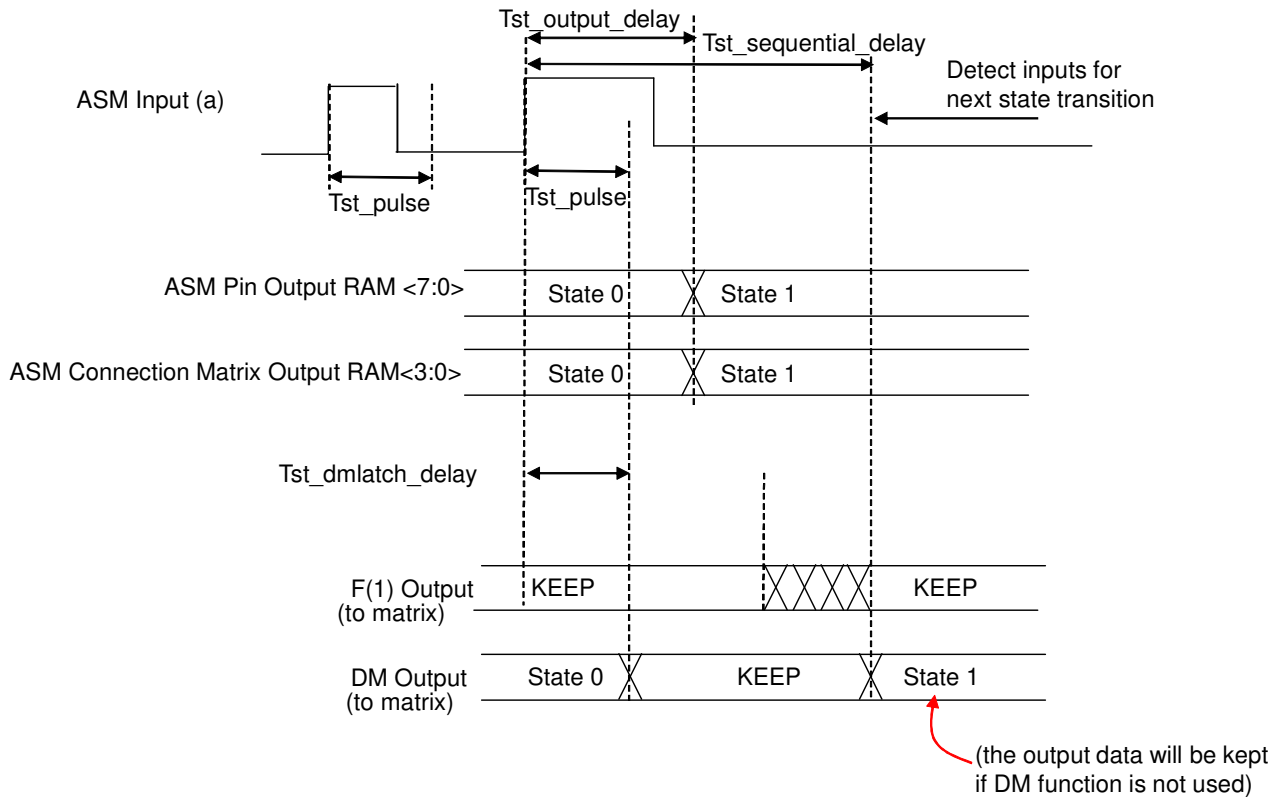 Tst_output_delay
Tst_sequential_delay
ASM Input (a)
Detect inputs for
next state transition
Tst_pulse
Tst_pulse
ASM Pin Output RAM <7:0>
State 0
State 1
ASM Connection Matrix Output RAM<3:0>
State 0
State 1
Tst_dmlatch_delay
F(1) Output
(to matrix)
KEEP
KEEP
DM Output
(to matrix)
State 0
KEEP
State 1
(the output data will be kept
if DM function is not used)